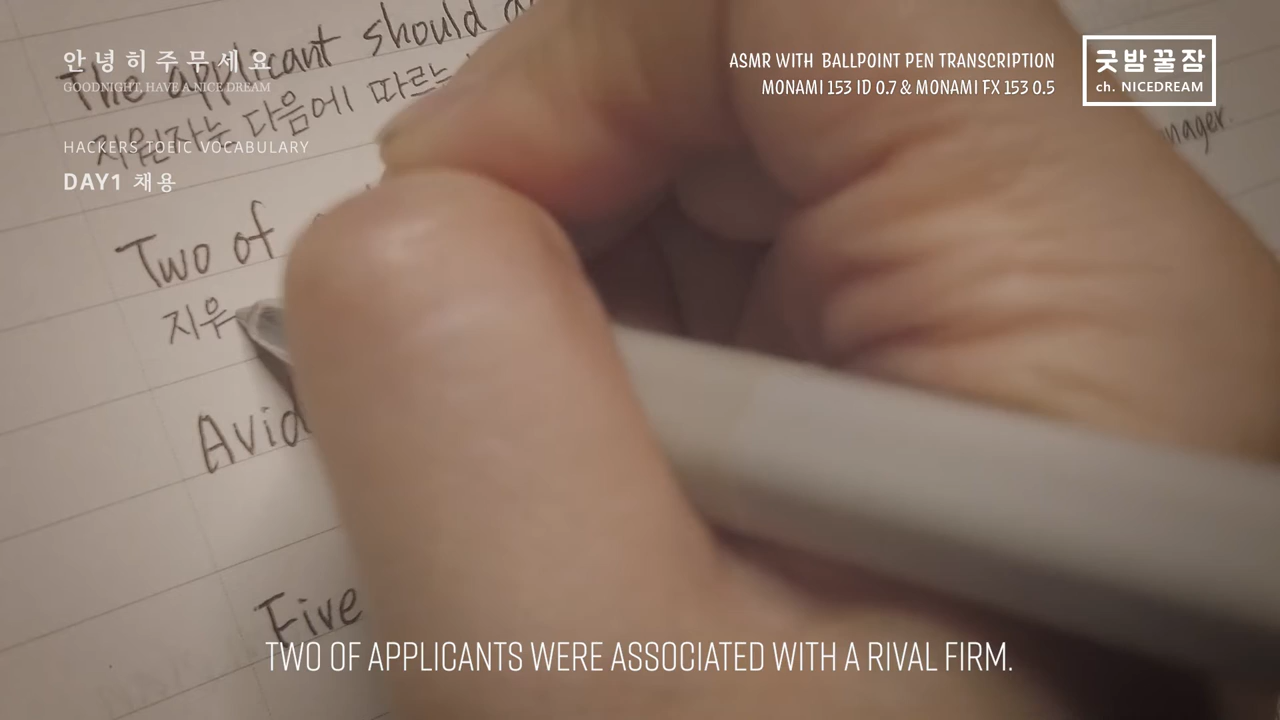 안녕히주무세요
GOODNIGHT, HAVE A NICE DREAM
HACKERS TOEIC VOCABULARY
DAY1 채용
ASMR WITH BALLPOINT PEN TRANSCRIPTION
MONAMI 153 ID 0.7 & MONAMI FX 153 0.5
굿밤꿀잠
ch. NICEDREAM
The applicant should
지원자는 다음에 따르는
Two of
지우
Avid
Five
TWO OF APPLICANTS WERE ASSOCIATED WITH A RIVAL FIRM.